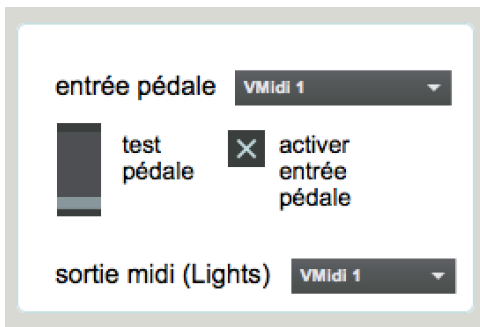 entrée pédale VMidi 1
test activer
pédale entrée
pédale
sortie midi (Lights) VMidi 1